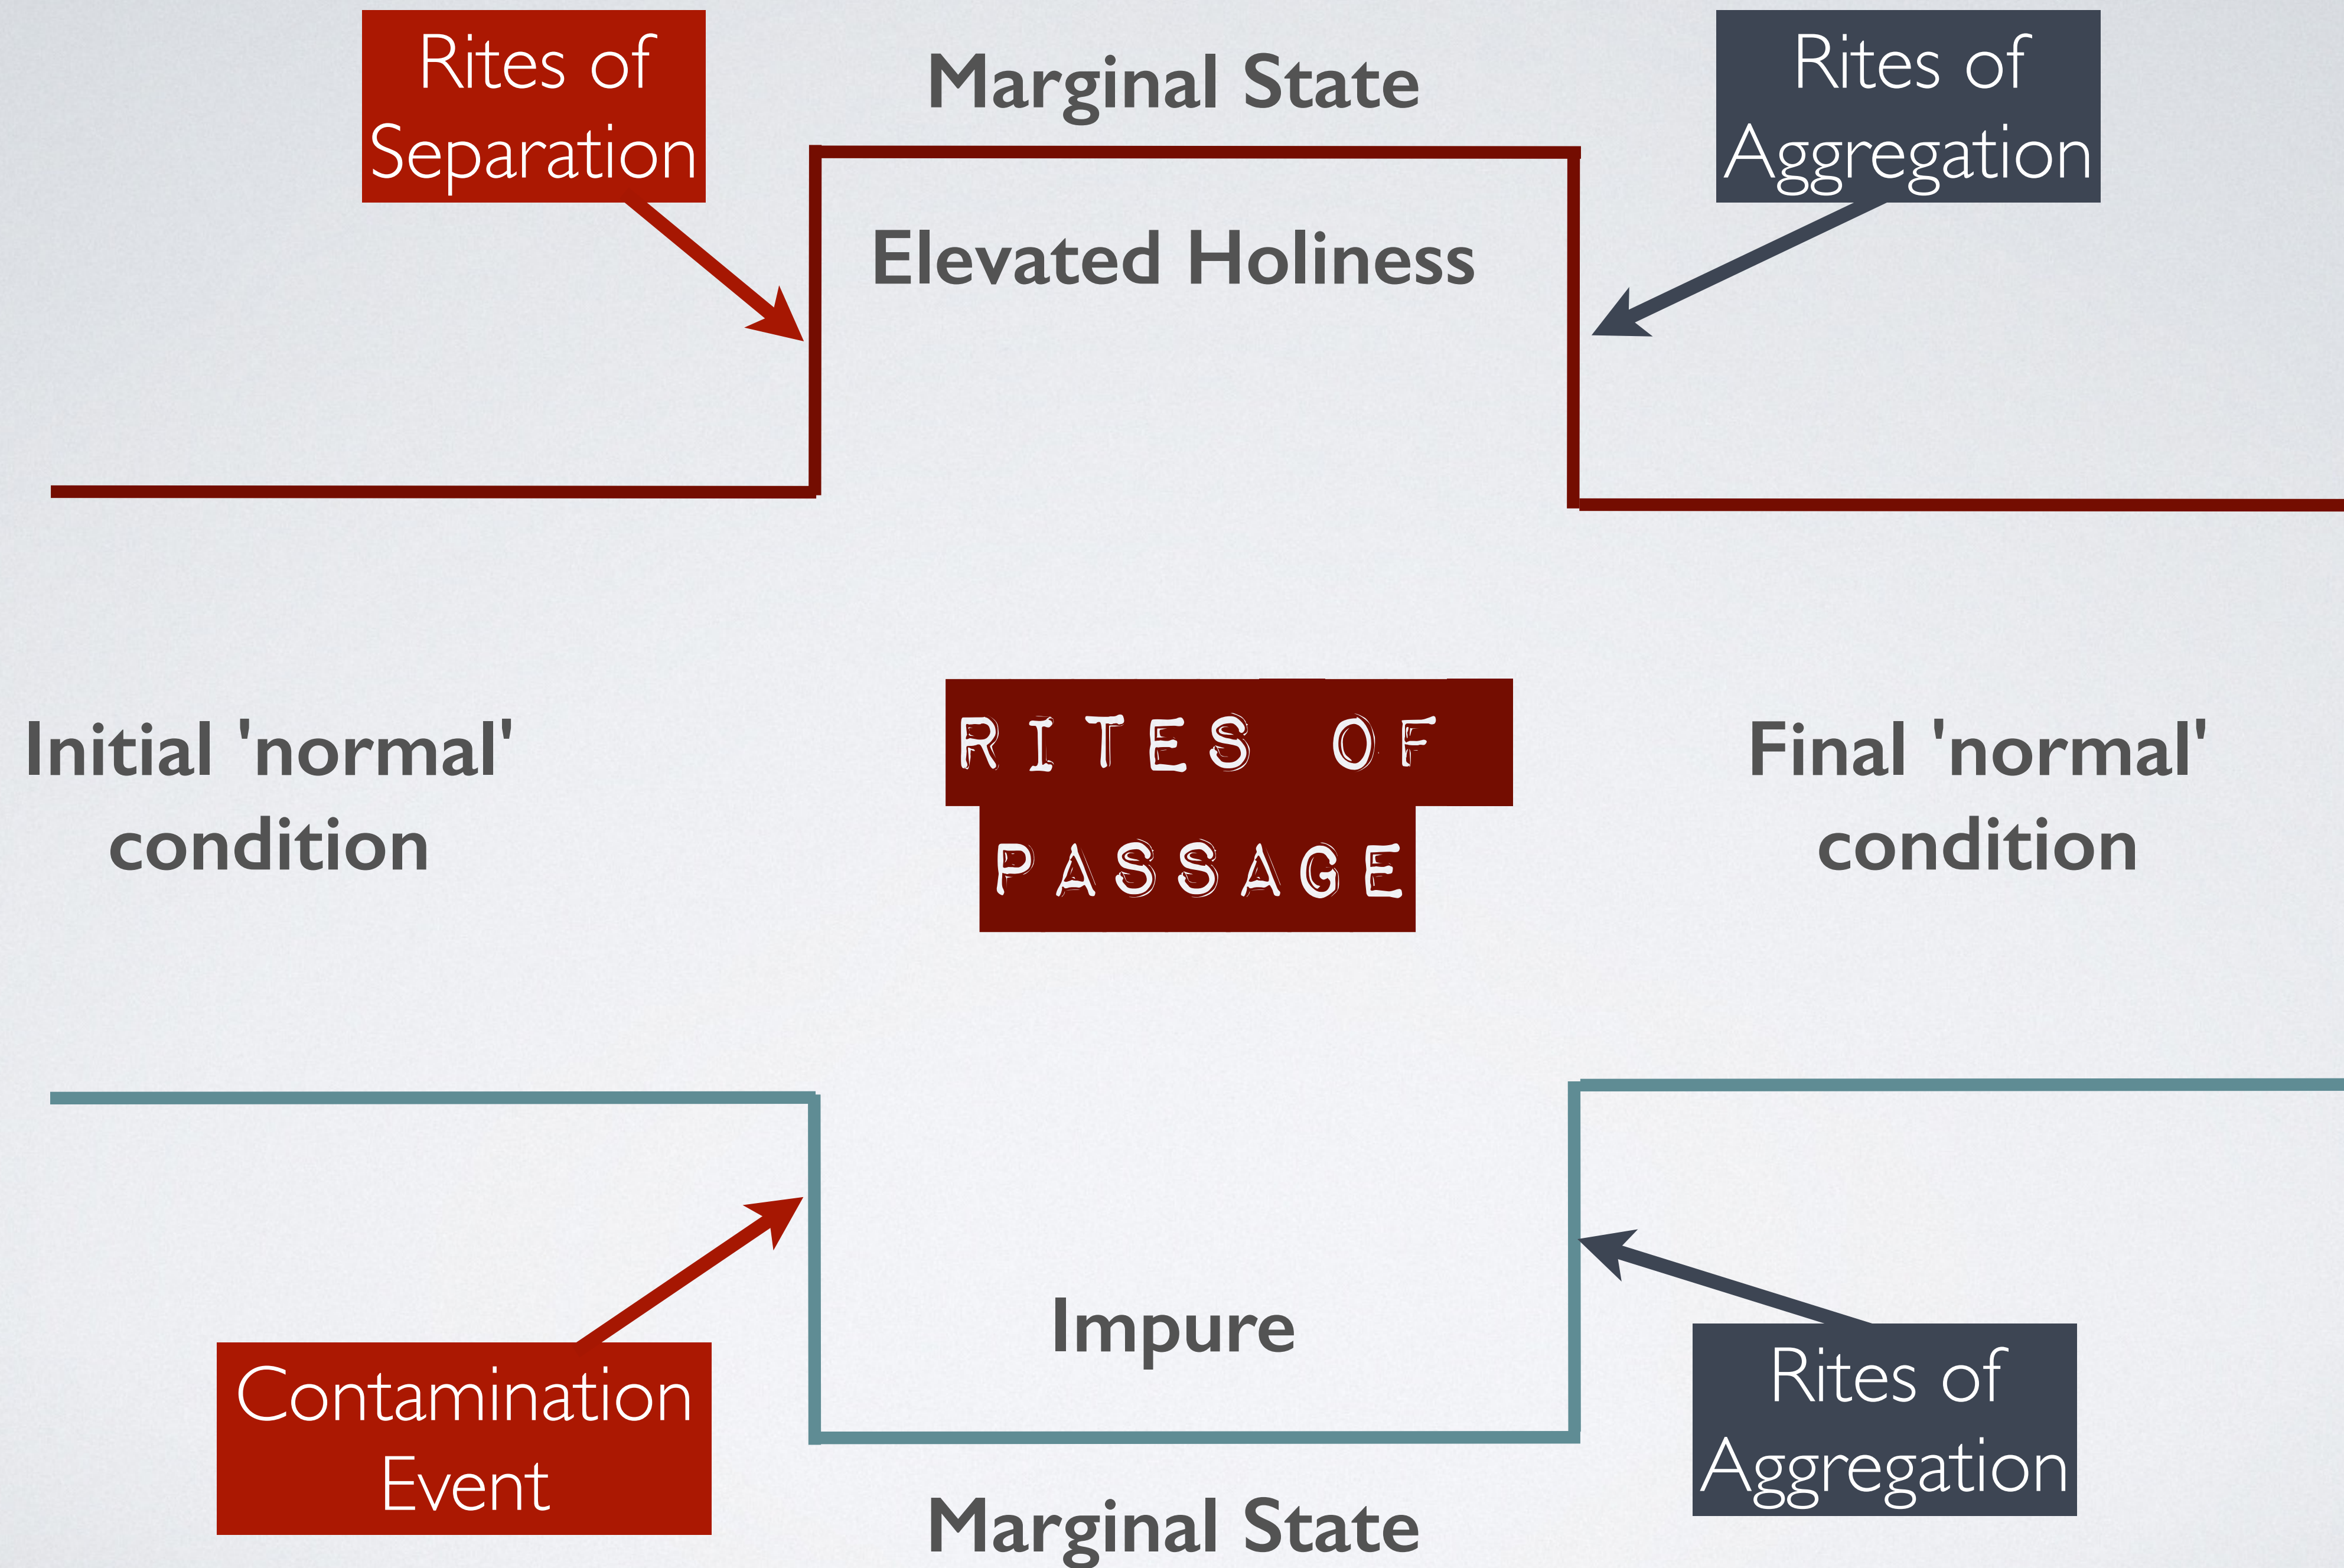 Rites of
Separation
Marginal State
Rites of
Aggregation
Elevated Holiness
Initial 'normal'
condition
RITES OF
PASSAGE
Final 'normal'
condition
Impure
Contamination
Event
Rites of
Aggregation
Marginal State